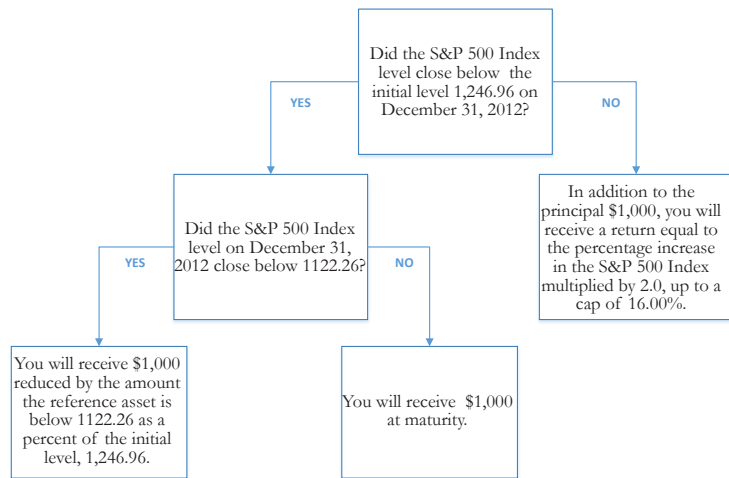 Did the S&P 500 Index
level close below the
initial level 1,246.96 on
December 31, 2012?
YES
NO
Did the S&P 500 Index
level on December 31,
2012 close below 1122.26?
In addition to the
principal $1,000, you will
receive a return equal to
the percentage increase
in the S&P 500 Index
multiplied by 2.0, up to a
cap of 16.00%.
YES
NO
You will receive $1,000
reduced by the amount
the reference asset is
below 1122.26 as a
percent of the initial
level, 1,246.96.
You will receive $1,000
at maturity.